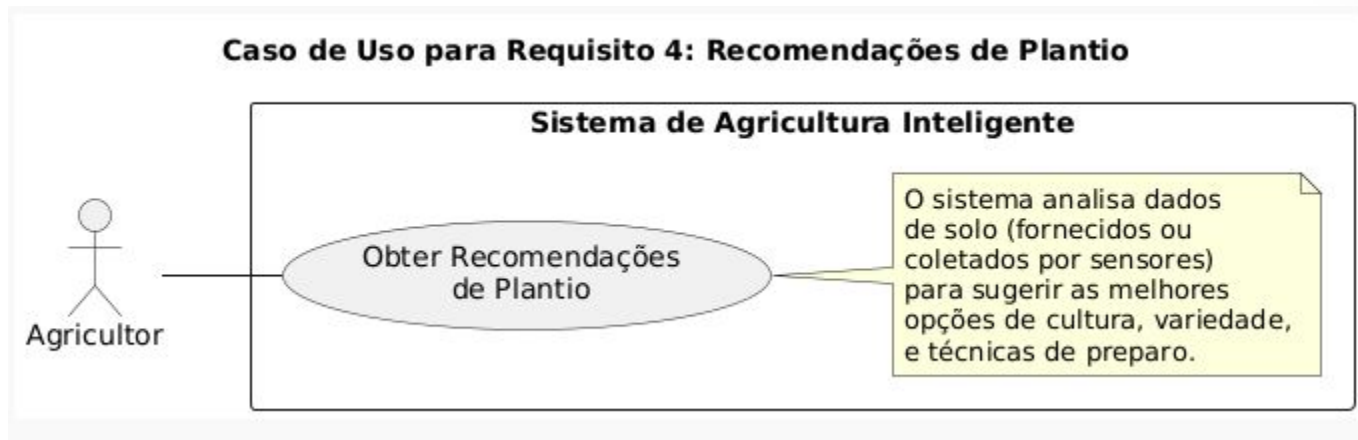 Caso de Uso para Requisito 4: Recomendações de Plantio
Sistema de Agricultura Inteligente
Agricultor
Obter Recomendações
de Plantio
O sistema analisa dados
de solo (fornecidos ou
coletados por sensores)
para sugerir as melhores
opções de cultura, variedade,
e técnicas de preparo.